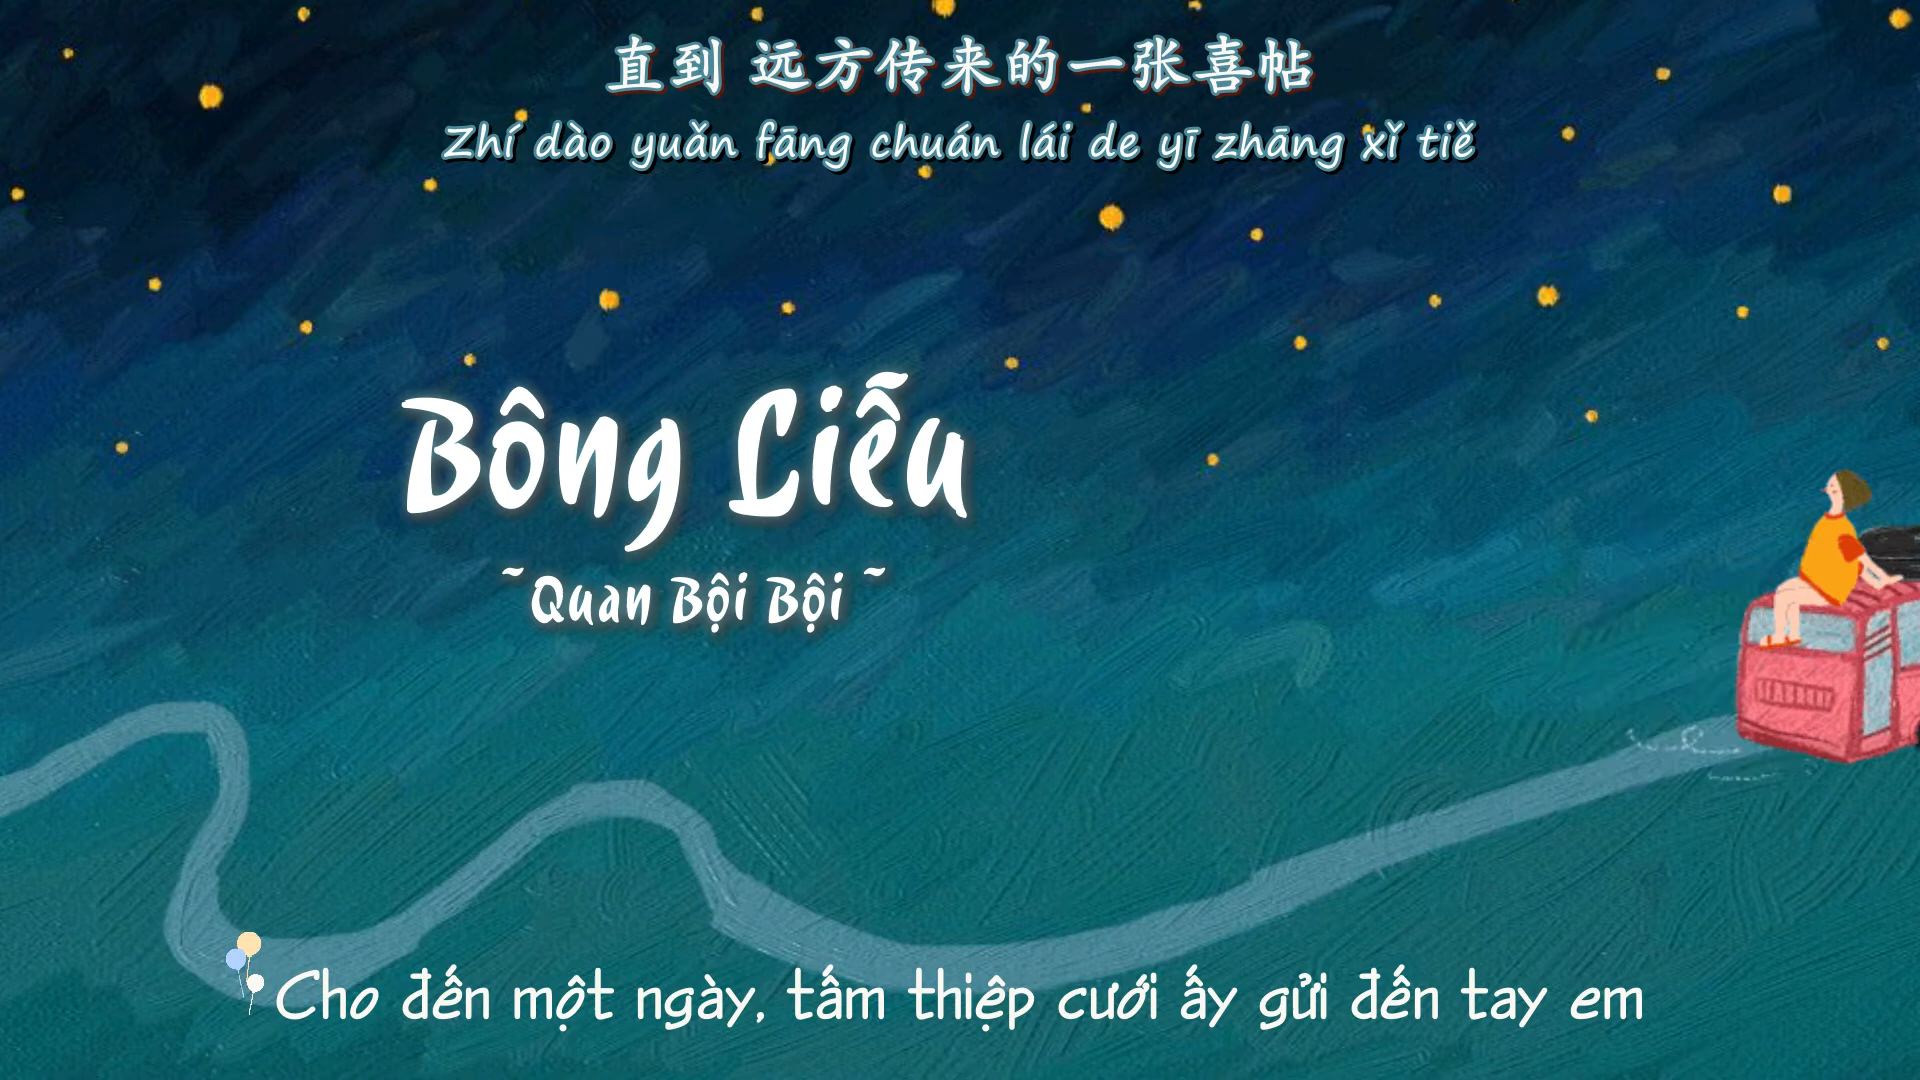 直到 远方传来的一张喜帖
Zhí dào yuǎn fāng chuán lái de yī zhāng xǐ tiě
Bông Liễu
~Quan Bội Bội ~
Cho đến một ngày, tấm thiệp cưới ấy gửi đến tay em